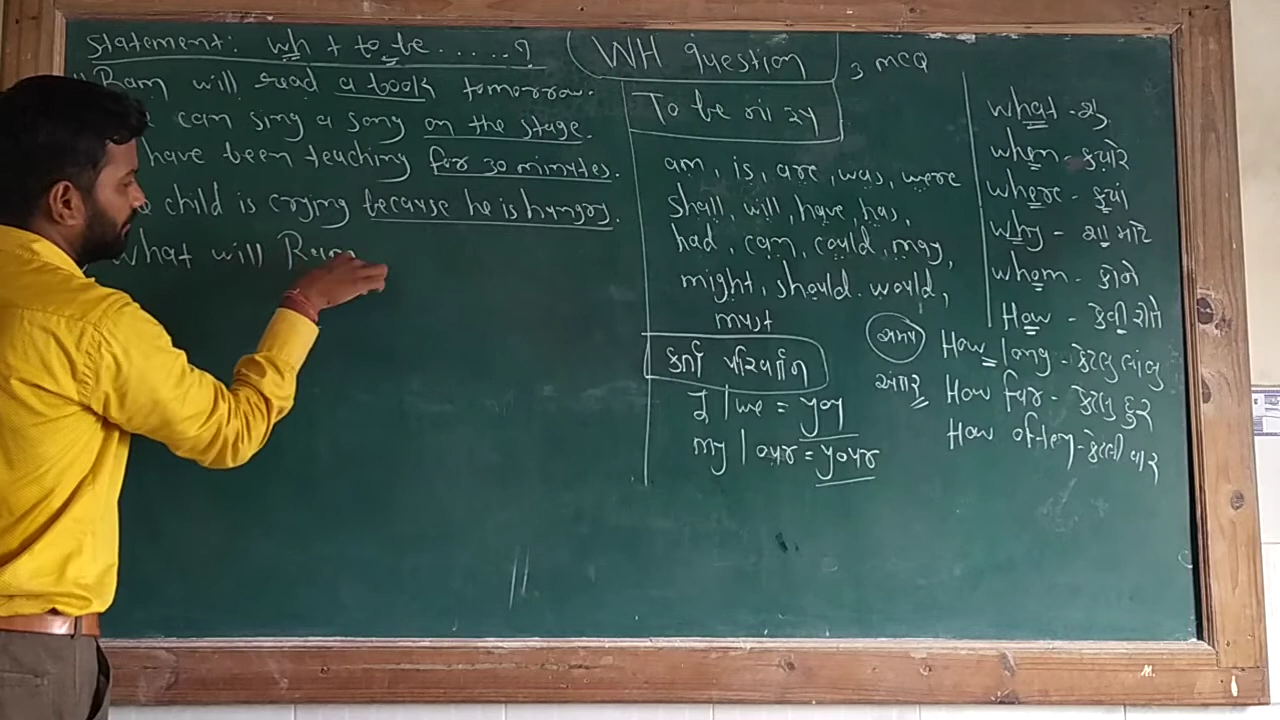 Statement: wh + to be ......?
WH question
3 MCQ
Ram will read a book tomorrow.
can sing a song on the stage.
have been teaching for 30 minutes.
child is crying because he is hungry.
What will Ram
To be ના રૂપ
am, is, are, was, were
shall, will, have, has,
had, can, could, may,
might, should. would,
must
કર્તા પરિવર્તન
I / we = you
my / our = your
what - શું
when - ક્યારે
where - ક્યાં
why - શા માટે
whom - કોને
How - કેવી રીતે
સમય How long - કેટલુ લાંબુ
અંતર How far - કેટલુ દુર
How often - કેટલી વાર